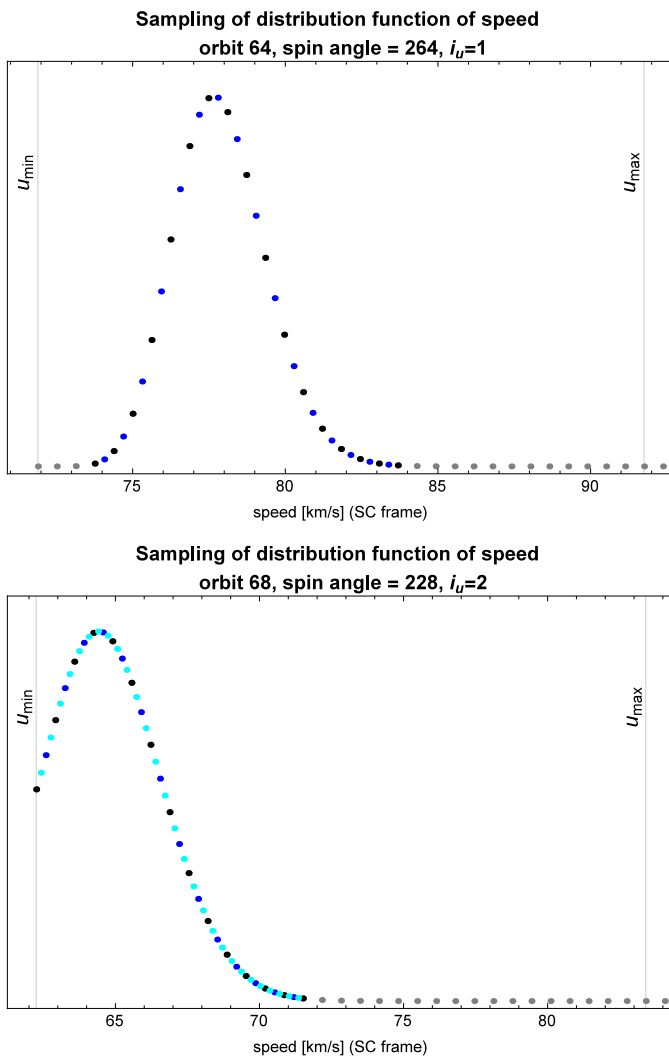 Sampling of distribution function of speed
orbit 64, spin angle = 264, iu=1
umin
umax
75 80 85 90
speed [km/s] (SC frame)
Sampling of distribution function of speed
orbit 68, spin angle = 228, iu=2
umin
umax
65 70 75 80
speed [km/s] (SC frame)